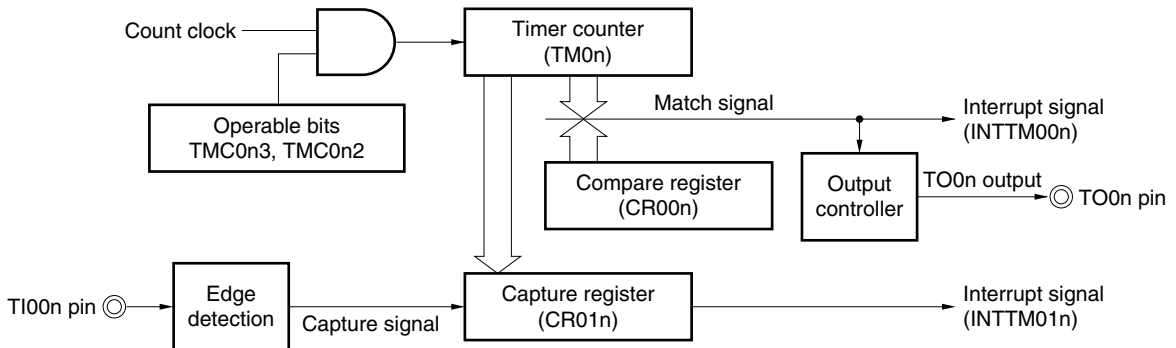 Count clock
Timer counter
(TM0n)
Operable bits
TMC0n3, TMC0n2
Match signal
Interrupt signal
(INTTM00n)
Compare register
(CR00n)
Output
controller
TO0n output
TO0n pin
TI00n pin
Edge
detection
Capture signal
Capture register
(CR01n)
Interrupt signal
(INTTM01n)